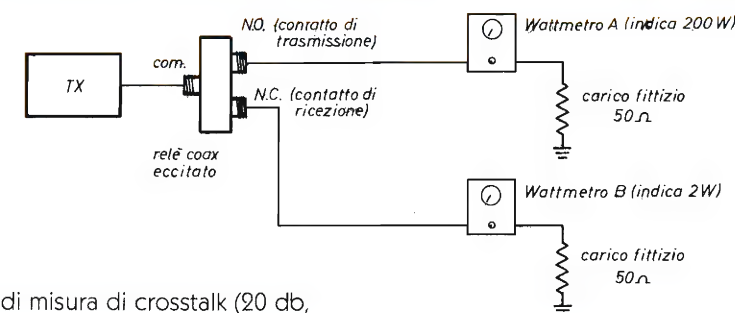 N.O. (contatto di
trasmissione)
Wattmetro A (indica 200 W)
com.
TX
N.C. (contatto di
ricezione)
carico fittizio
50Ω
relè coax
eccitato
Wattmetro B (indica 2W)
carico fittizio
50Ω
di misura di crosstalk (20 db,